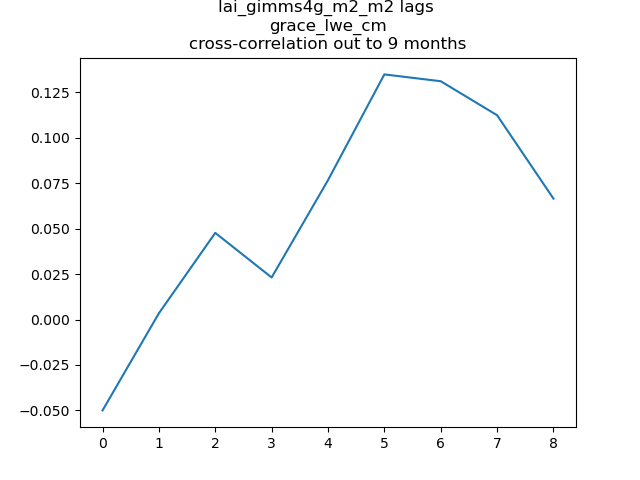 lai_gimms4g_m2_m2 lags
grace_lwe_cm
cross-correlation out to 9 months
0.125
0.100
0.075
0.050
0.025
0.000
−0.025
−0.050
0 1 2 3 4 5 6 7 8